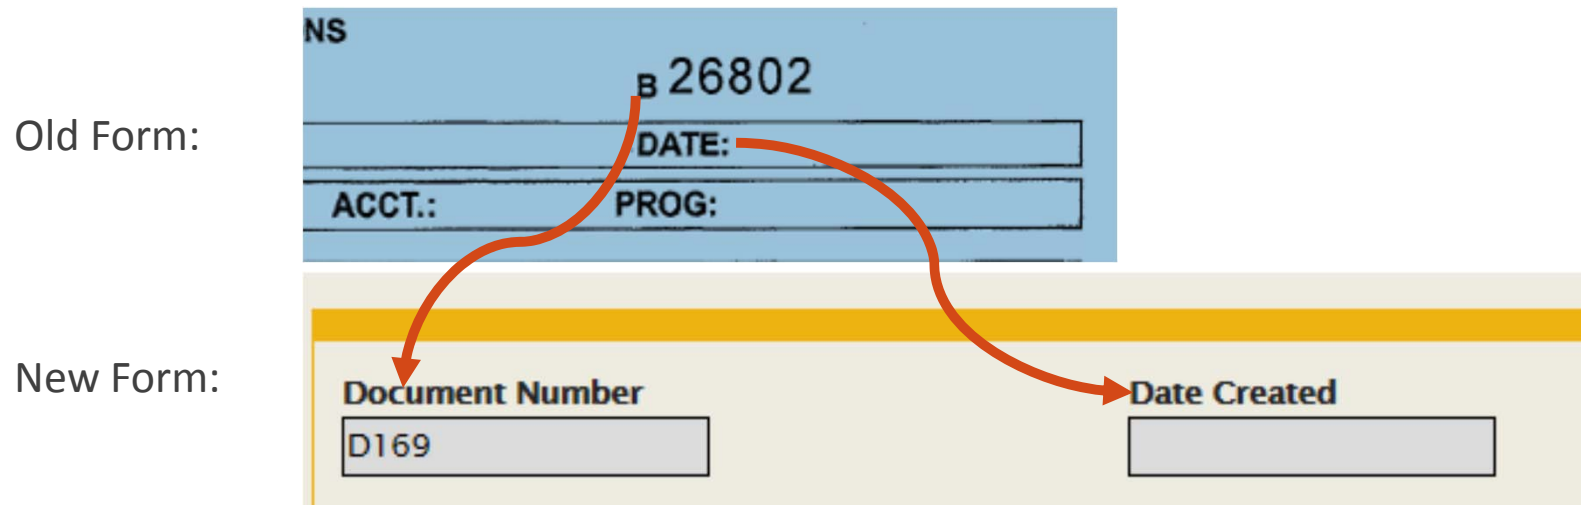 NS
B 26802
Old Form:
DATE:
ACCT.: PROG:
New Form:
Document Number Date Created
D169